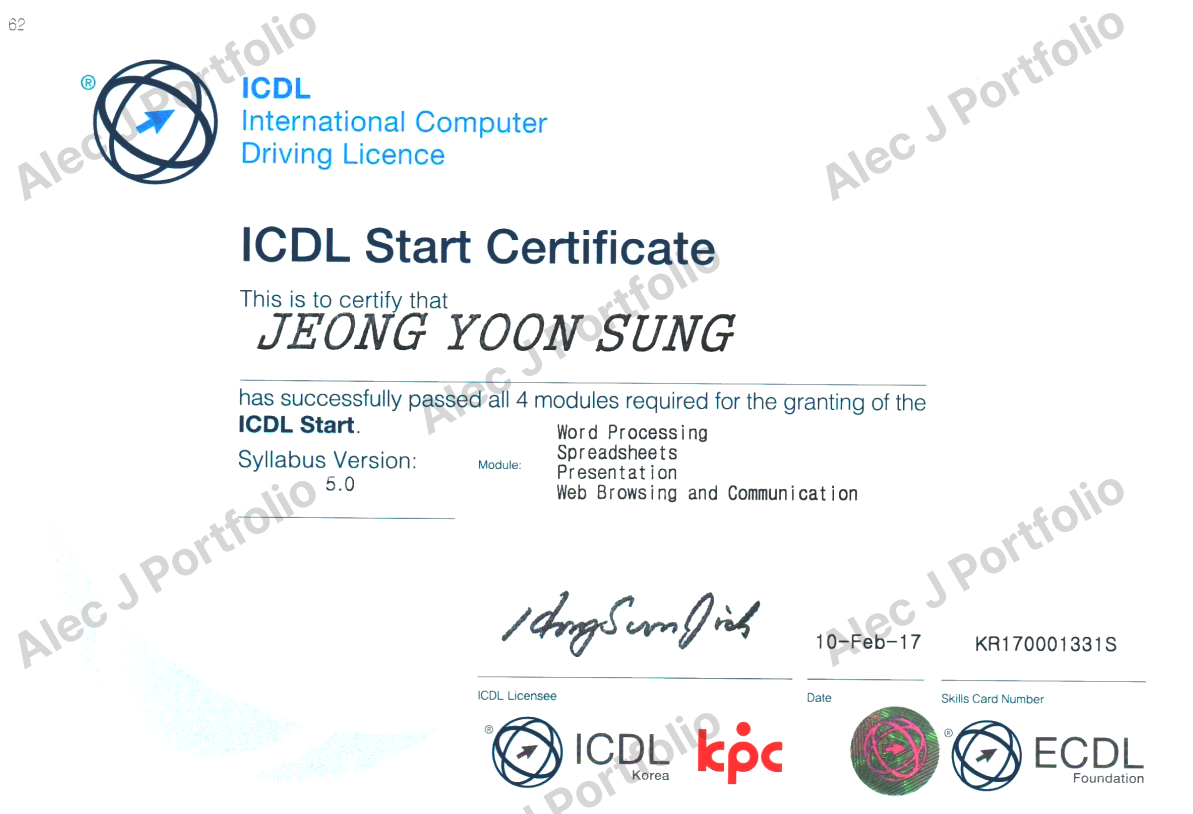 62
®
ICDL
International Computer
Driving Licence
ICDL Start Certificate
This is to certify that
JEONG YOON SUNG
has successfully passed all 4 modules required for the granting of the
ICDL Start.
Syllabus Version:
5.0
Module:
Word Processing
Spreadsheets
Presentation
Web Browsing and Communication
10-Feb-17
KR170001331S
ICDL Licensee
Date
Skills Card Number
® ICDL
Korea
kpc
® ECDL
Foundation
Alec J Portfolio
Alec J Portfolio
Alec J Portfolio
Alec J Portfolio
Alec J Portfolio
J Portfolio